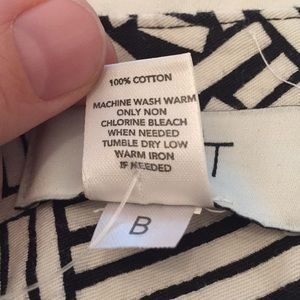 100% COTTON
MACHINE WASH WARM
ONLY NON
CHLORINE BLEACH
WHEN NEEDED
TUMBLE DRY LOW
WARM IRON
IF NEEDED
T
B